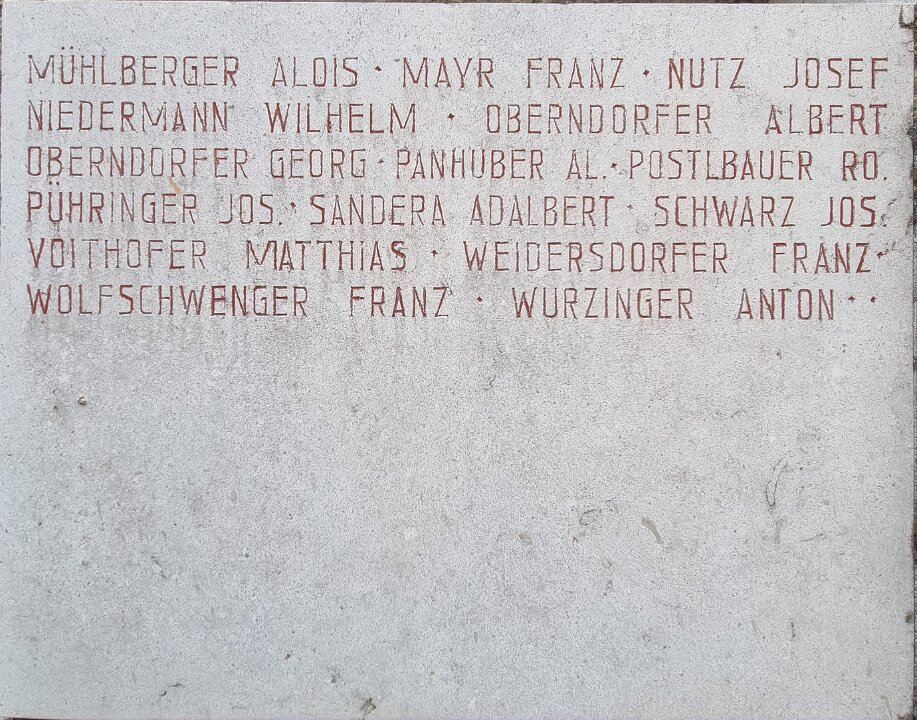 MÜHLBERGER ALOIS · MAYR FRANZ · NUTZ JOSEF
NIEDERMANN WILHELM · OBERNDORFER ALBERT
OBERNDORFER GEORG · PANHUBER AL. · POSTLBAUER RO.
PÜHRINGER JOS. · SANDERA ADALBERT · SCHWARZ JOS.
VOITHOFER MATTHIAS · WEIDERSDORFER FRANZ ·
WOLFSCHWENGER FRANZ · WURZINGER ANTON · ·